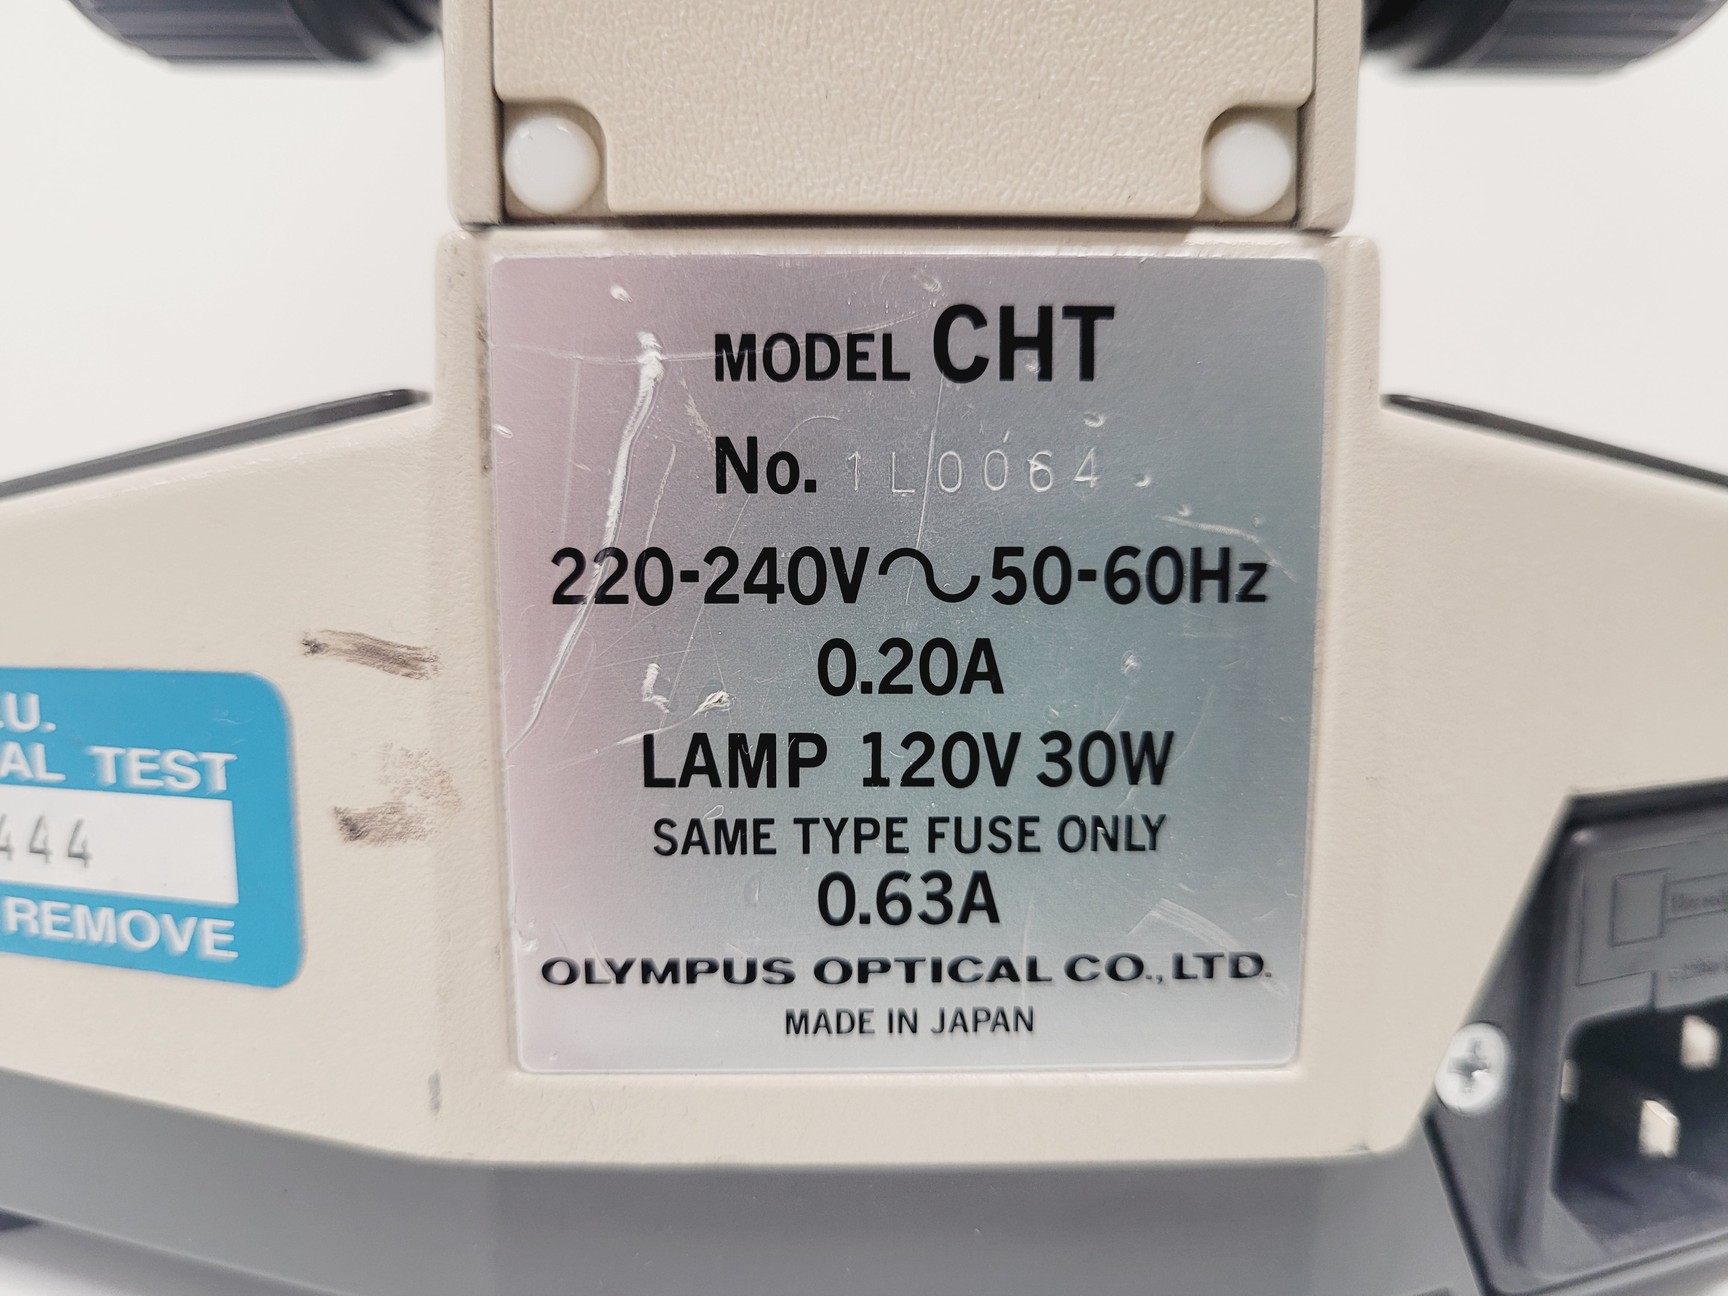 MODEL CHT
No. 1L0064
220-240V~50-60Hz
0.20A
LAMP 120V 30W
SAME TYPE FUSE ONLY
0.63A
OLYMPUS OPTICAL CO., LTD.
MADE IN JAPAN
.U.
AL TEST
444
REMOVE